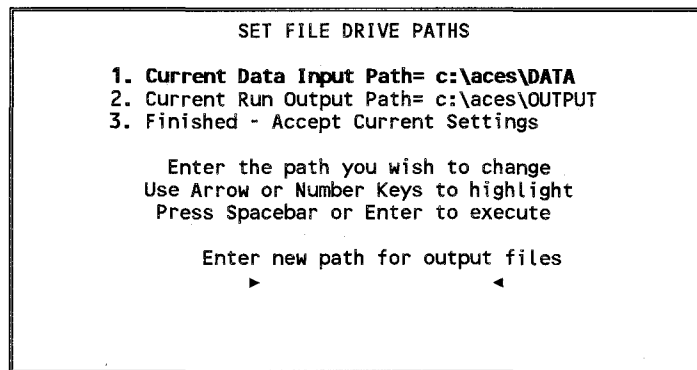 SET FILE DRIVE PATHS
1. Current Data Input Path= c:\aces\DATA
2. Current Run Output Path= c:\aces\OUTPUT
3. Finished - Accept Current Settings
Enter the path you wish to change
Use Arrow or Number Keys to highlight
Press Spacebar or Enter to execute
Enter new path for output files
► ◄